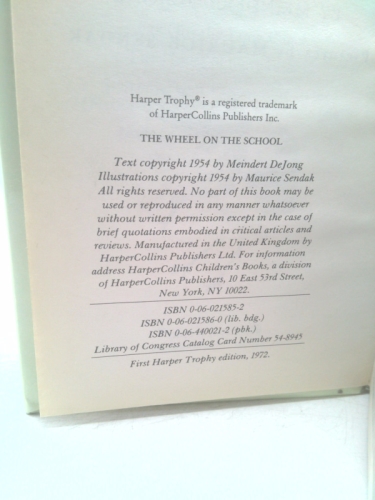 Harper Trophy® is a registered trademark
of HarperCollins Publishers Inc.
THE WHEEL ON THE SCHOOL
Text copyright 1954 by Meindert DeJong
Illustrations copyright 1954 by Maurice Sendak
All rights reserved. No part of this book may be
used or reproduced in any manner whatsoever
without written permission except in the case of
brief quotations embodied in critical articles and
reviews. Manufactured in the United Kingdom by
HarperCollins Publishers Ltd. For information
address HarperCollins Children's Books, a division
of HarperCollins Publishers, 10 East 53rd Street,
New York, NY 10022.
ISBN 0-06-021585-2
ISBN 0-06-021586-0 (lib. bdg.)
ISBN 0-06-440021-2 (pbk.)
Library of Congress Catalog Card Number 54-8945
First Harper Trophy edition, 1972.